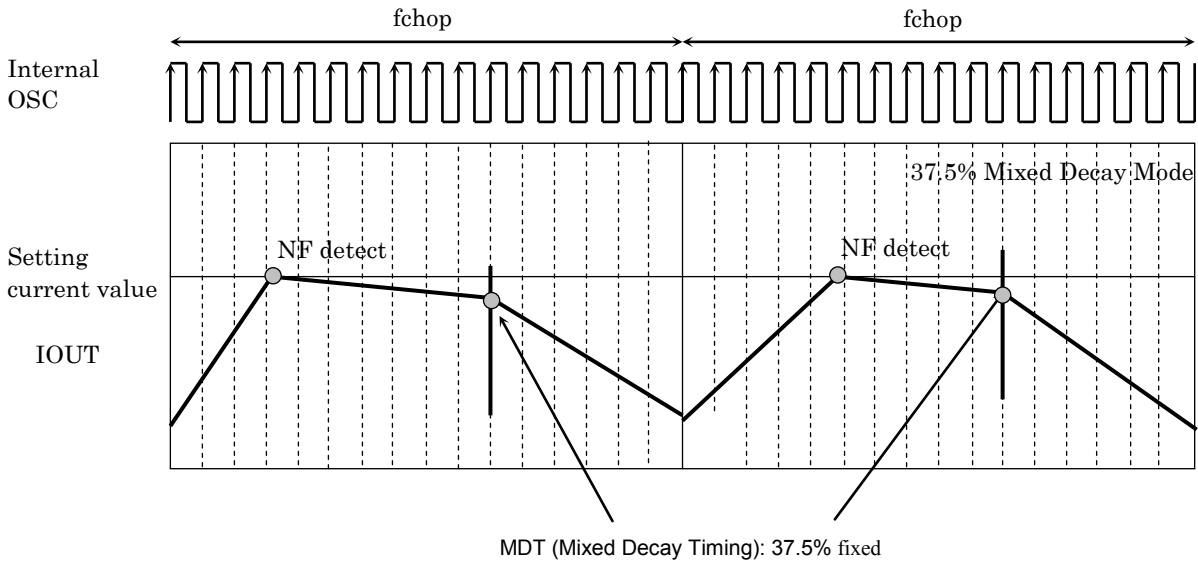 fchop
fchop
Internal
OSC
37.5% Mixed Decay Mode
NF detect
NF detect
Setting
current value
IOUT
MDT (Mixed Decay Timing): 37.5% fixed